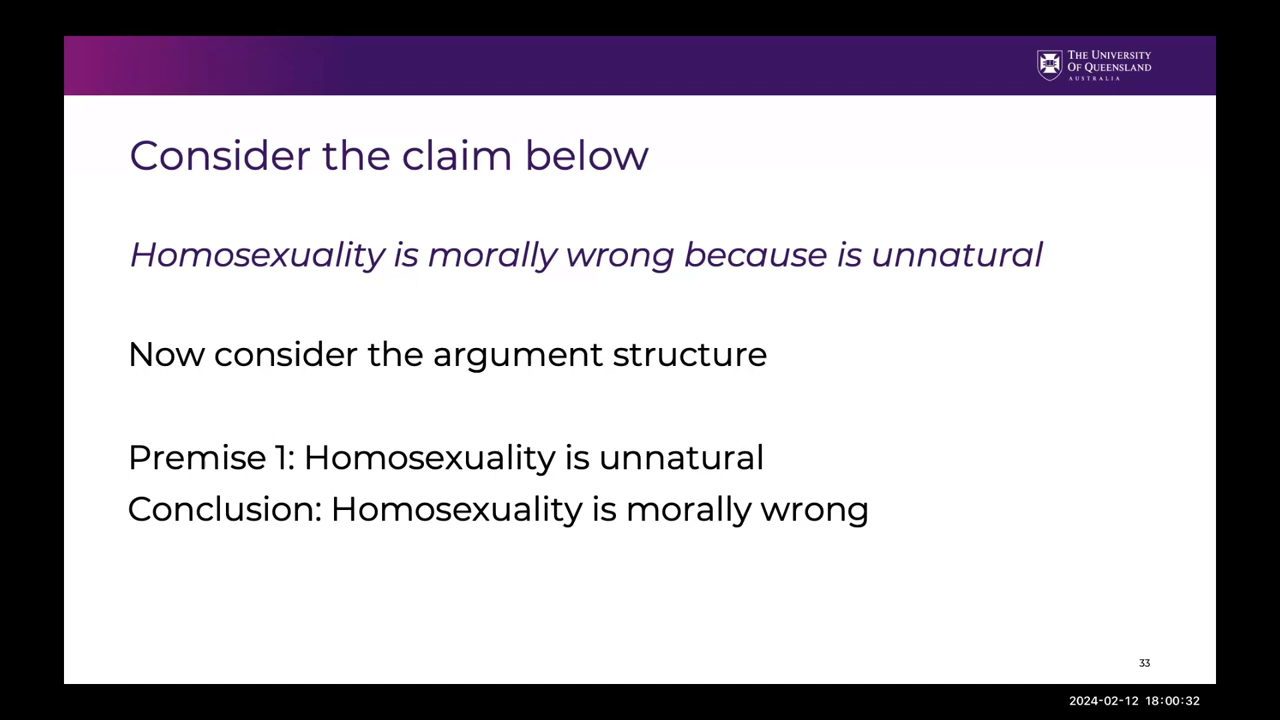 THE UNIVERSITY
OF QUEENSLAND
AUSTRALIA
Consider the claim below
Homosexuality is morally wrong because is unnatural
Now consider the argument structure
Premise 1: Homosexuality is unnatural
Conclusion: Homosexuality is morally wrong
33
2024-02-12 18:00:32